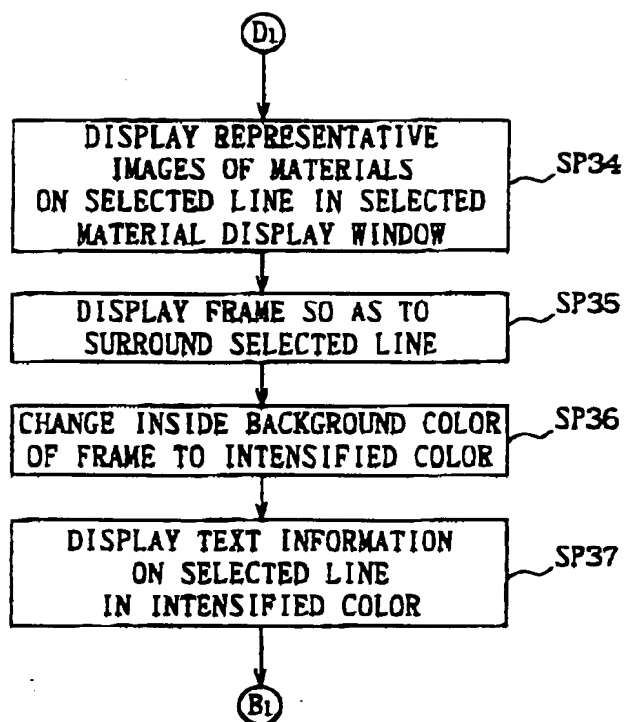 D1
DISPLAY REPRESENTATIVE
IMAGES OF MATERIALS
ON SELECTED LINE IN SELECTED
MATERIAL DISPLAY WINDOW
SP34
DISPLAY FRAME SO AS TO
SURROUND SELECTED LINE
SP35
CHANGE INSIDE BACKGROUND COLOR
OF FRAME TO INTENSIFIED COLOR
SP36
DISPLAY TEXT INFORMATION
ON SELECTED LINE
IN INTENSIFIED COLOR
SP37
B1